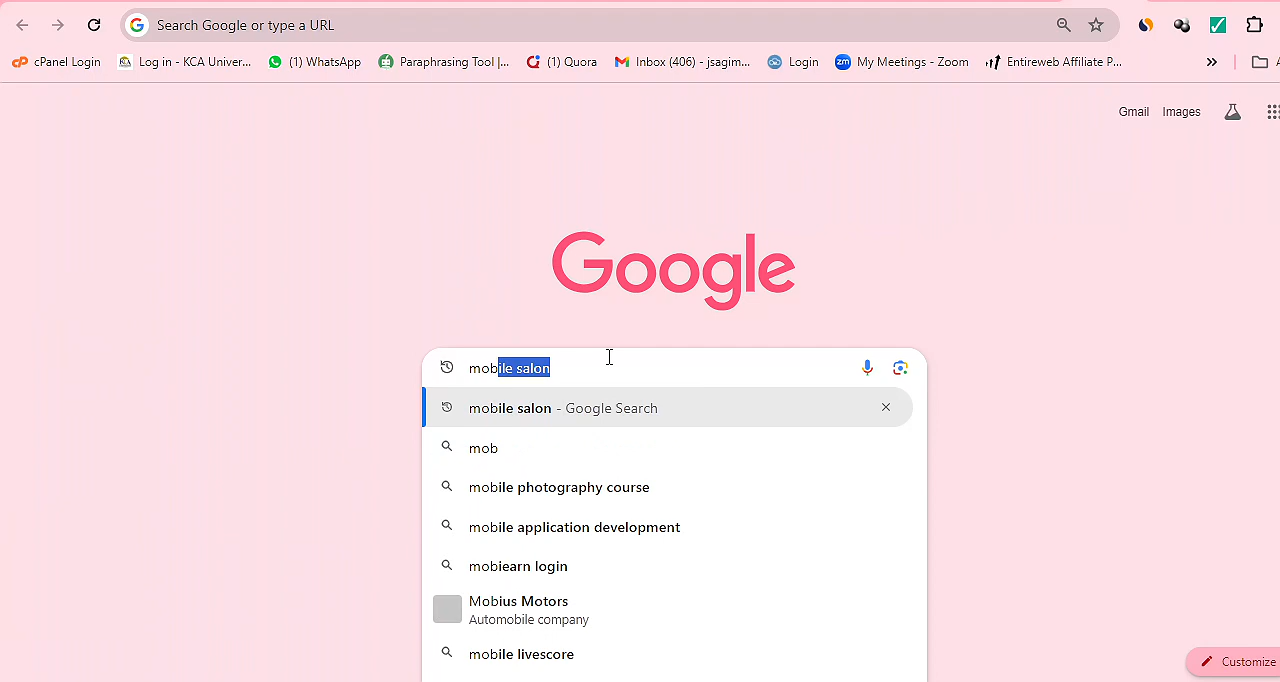 Search Google or type a URL
cPanel Login Log in - KCA Univer... (1) WhatsApp Paraphrasing Tool |... (1) Quora Inbox (406) - jsagim... Login zm My Meetings - Zoom Entireweb Affiliate P... »
Gmail Images
Google
mobile salon
mobile salon - Google Search
mob
mobile photography course
mobile application development
mobiearn login
Mobius Motors
Automobile company
mobile livescore
Customize